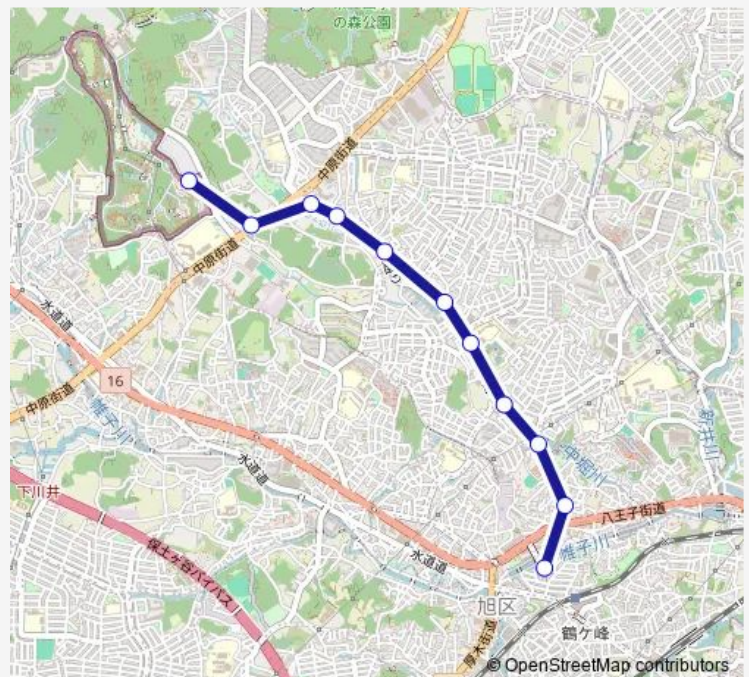 の森公園
中原街道
中原街道
水道道
16
中原街道
帷子川
水道道
下川井
中堀川
新井川
八王子街道
保土ヶ谷バイパス
帷子川
水道道
旭区
鶴ケ峰
厚木街道
© OpenStreetMap contributors